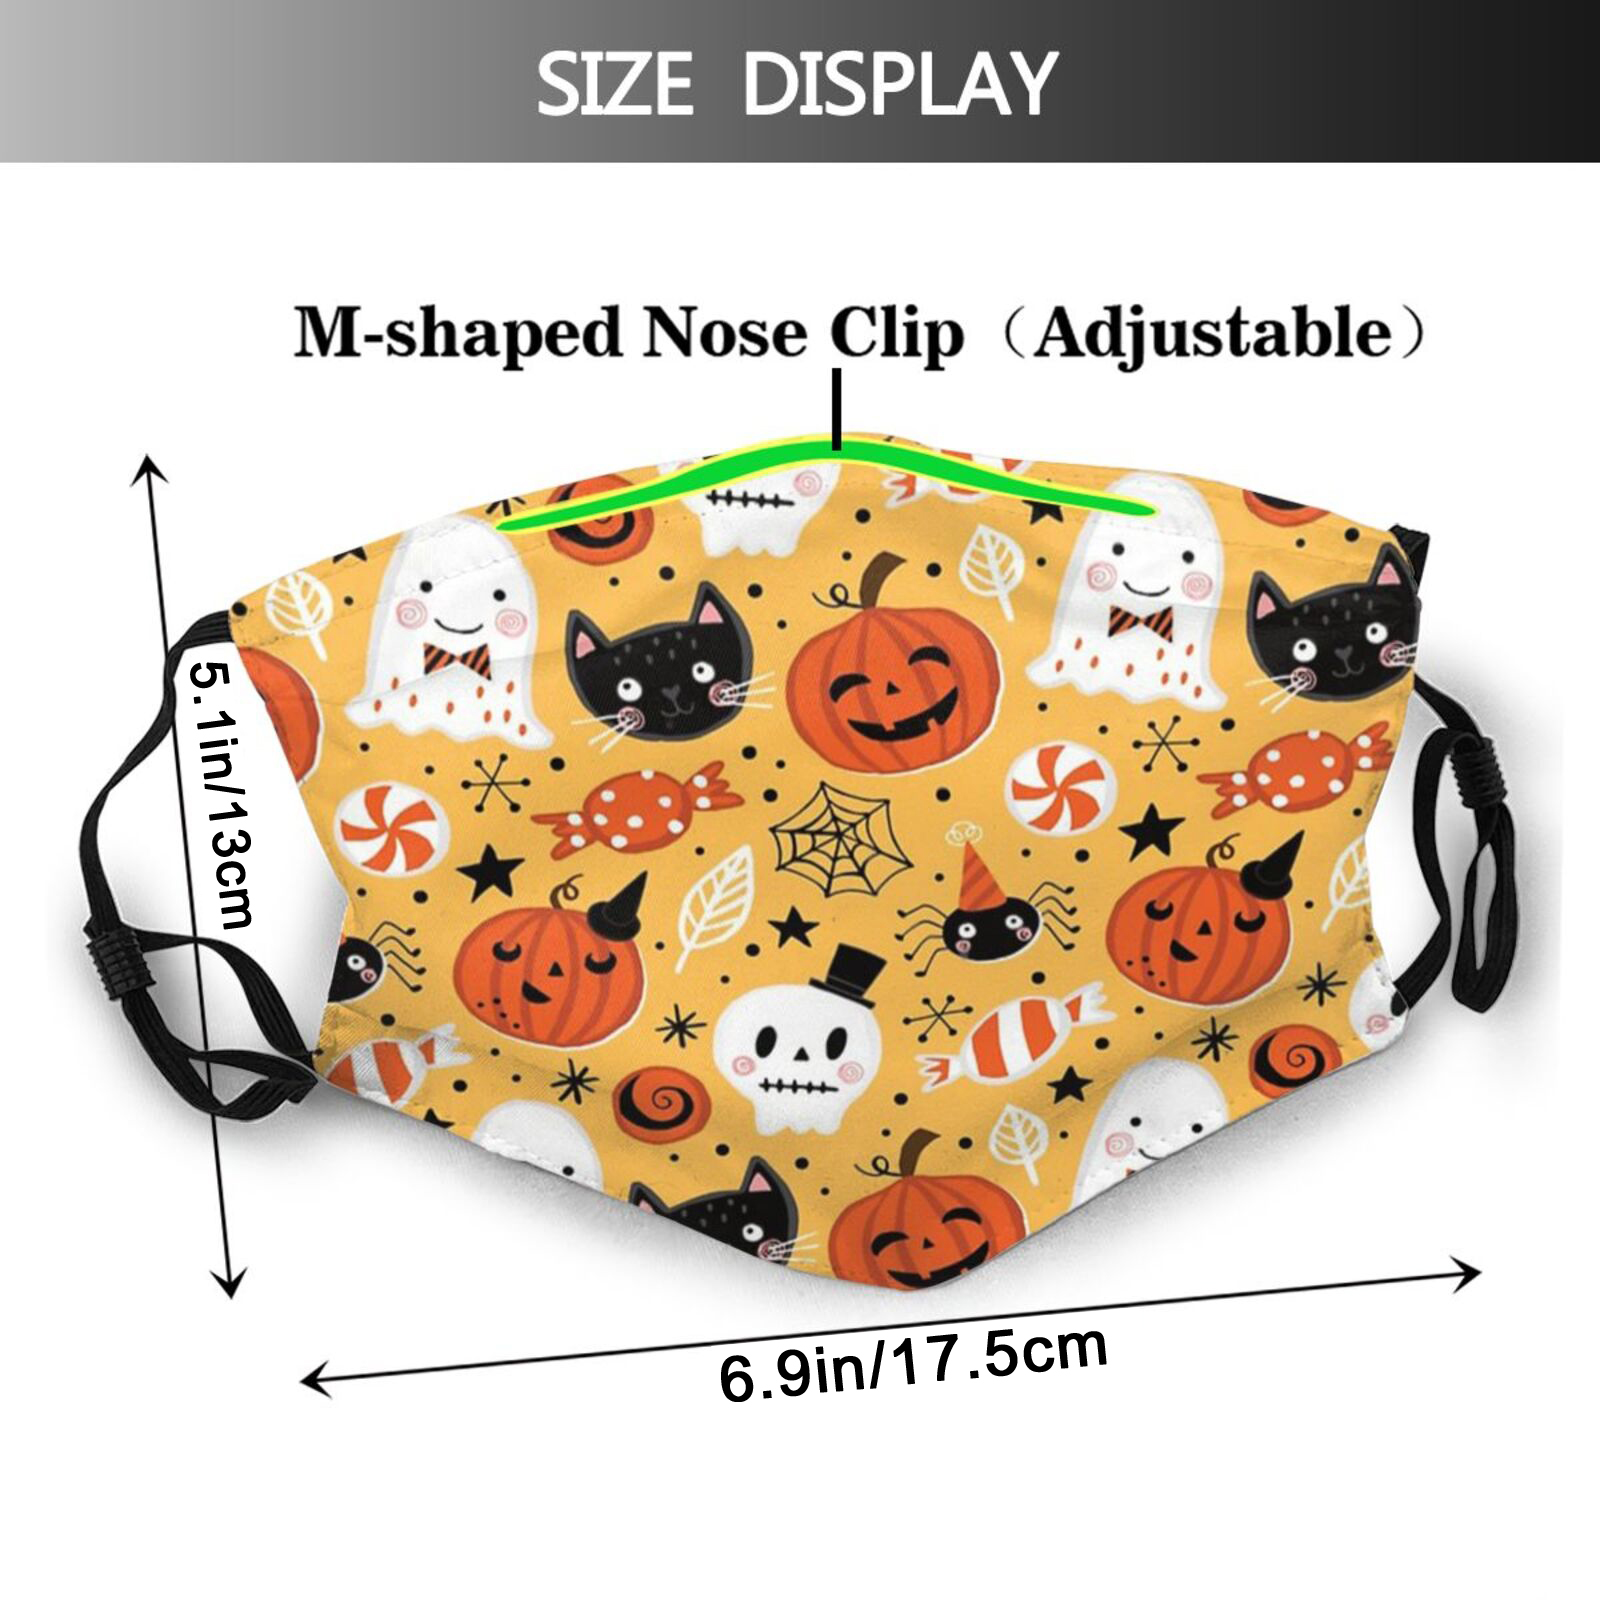 SIZE DISPLAY
M-shaped Nose Clip（Adjustable）
5.1in/13cm
6.9in/17.5cm